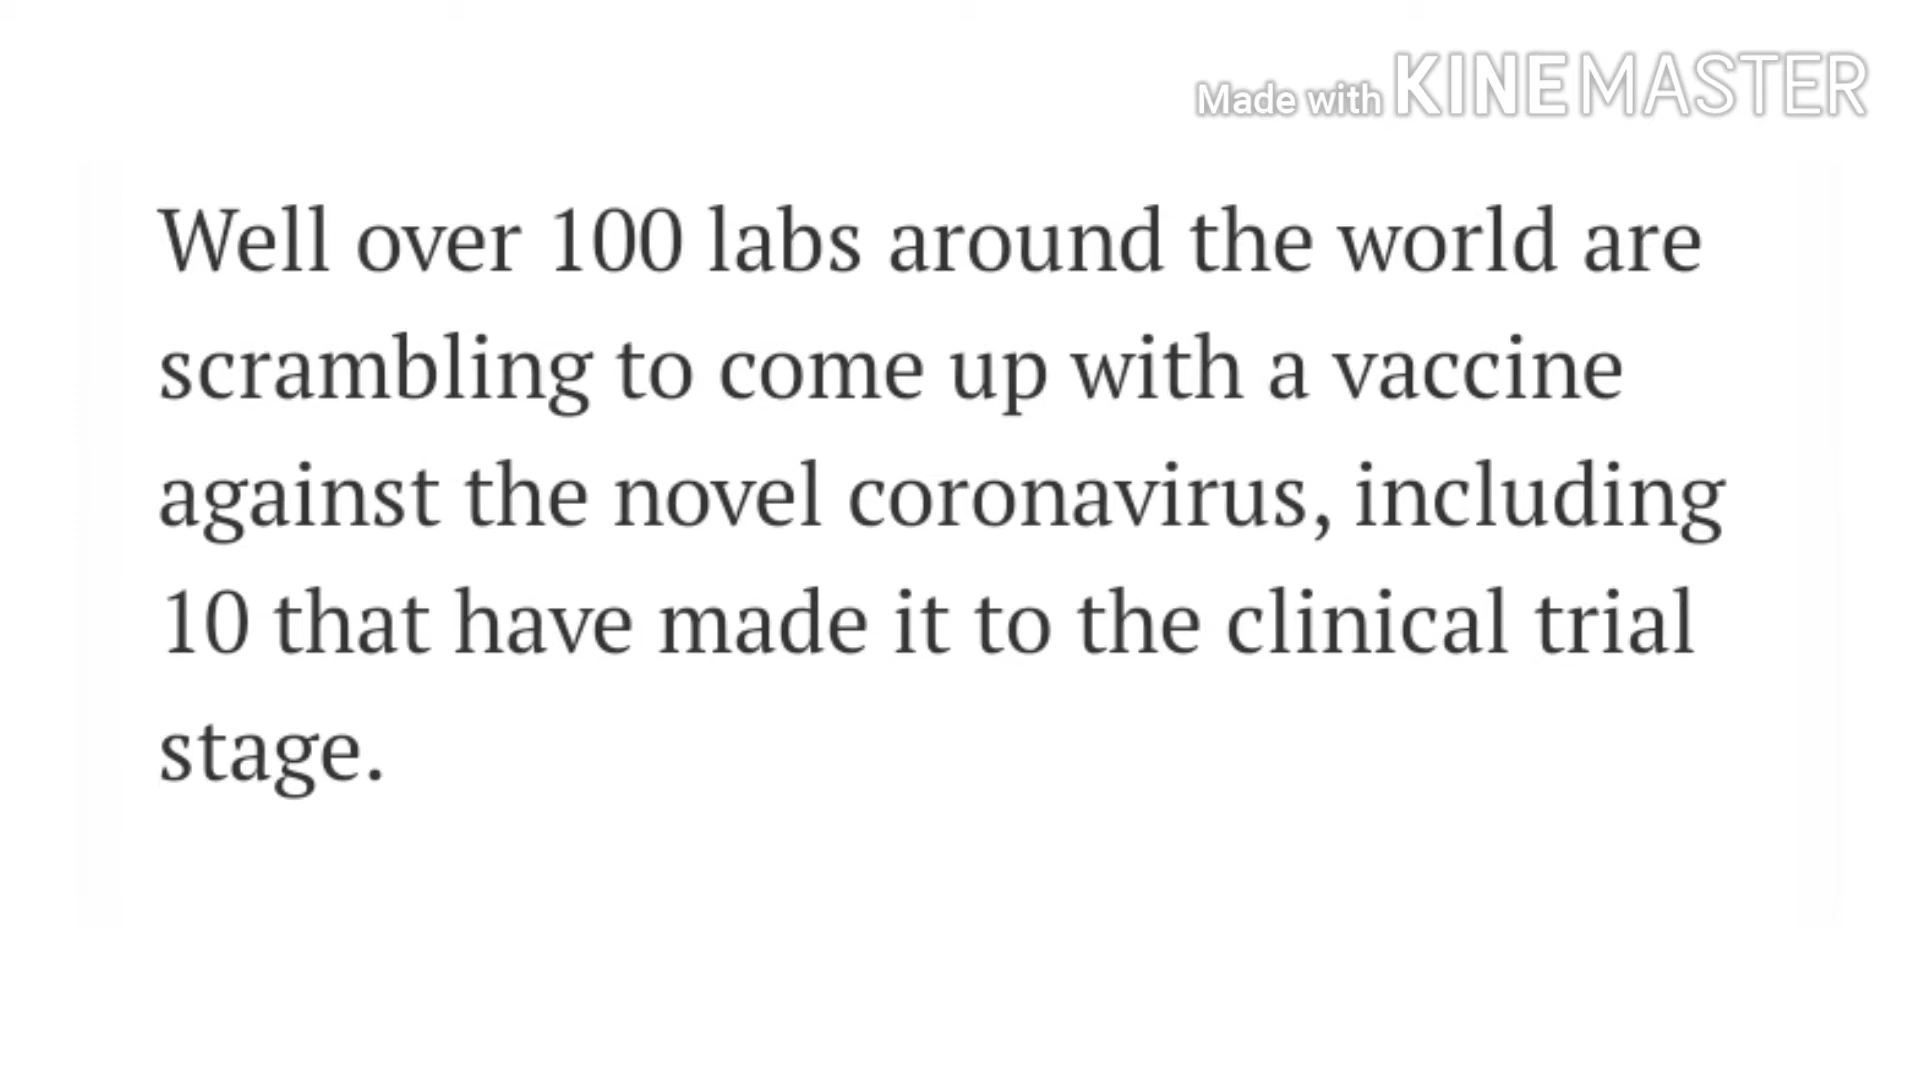 Made with KINEMASTER
Well over 100 labs around the world are
scrambling to come up with a vaccine
against the novel coronavirus, including
10 that have made it to the clinical trial
stage.